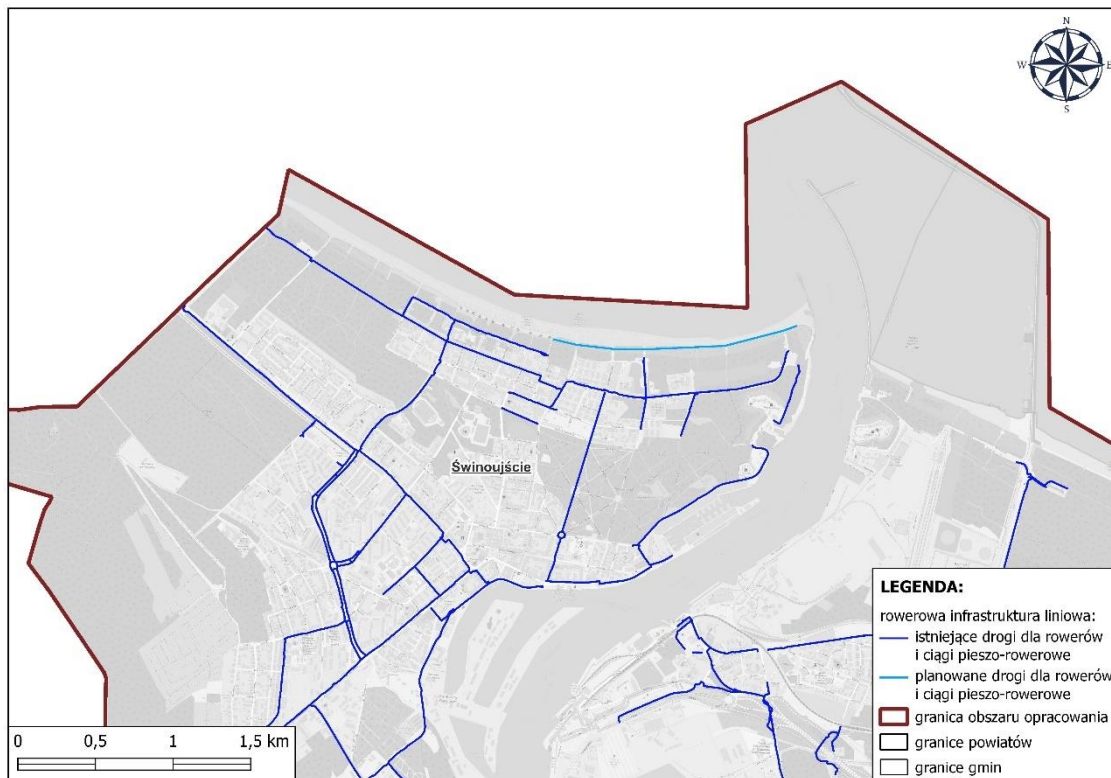 N
W
E
S
Świnoujście
LEGENDA:
rowerowa infrastruktura liniowa:
istniejące drogi dla rowerów
i ciągi pieszo-rowerowe
planowane drogi dla rowerów
i ciągi pieszo-rowerowe
granica obszaru opracowania
granice powiatów
granice gmin
0 0,5 1 1,5 km